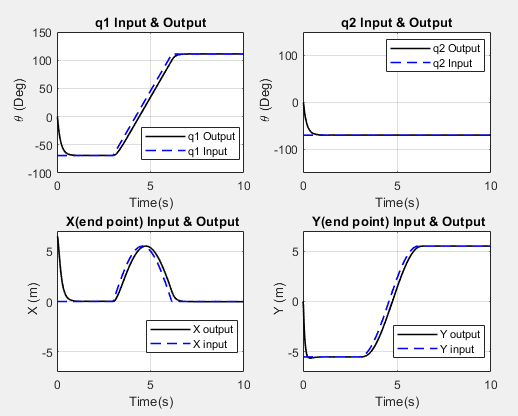 q1 Input & Output
θ (Deg)
150
100
50
0
-50
-100
q1 Output
q1 Input
0
5
10
Time(s)
q2 Input & Output
θ (Deg)
100
0
-100
q2 Output
q2 Input
0
5
10
Time(s)
X(end point) Input & Output
X (m)
5
0
-5
X output
X input
0
5
10
Time(s)
Y(end point) Input & Output
Y (m)
5
0
-5
Y output
Y input
0
5
10
Time(s)